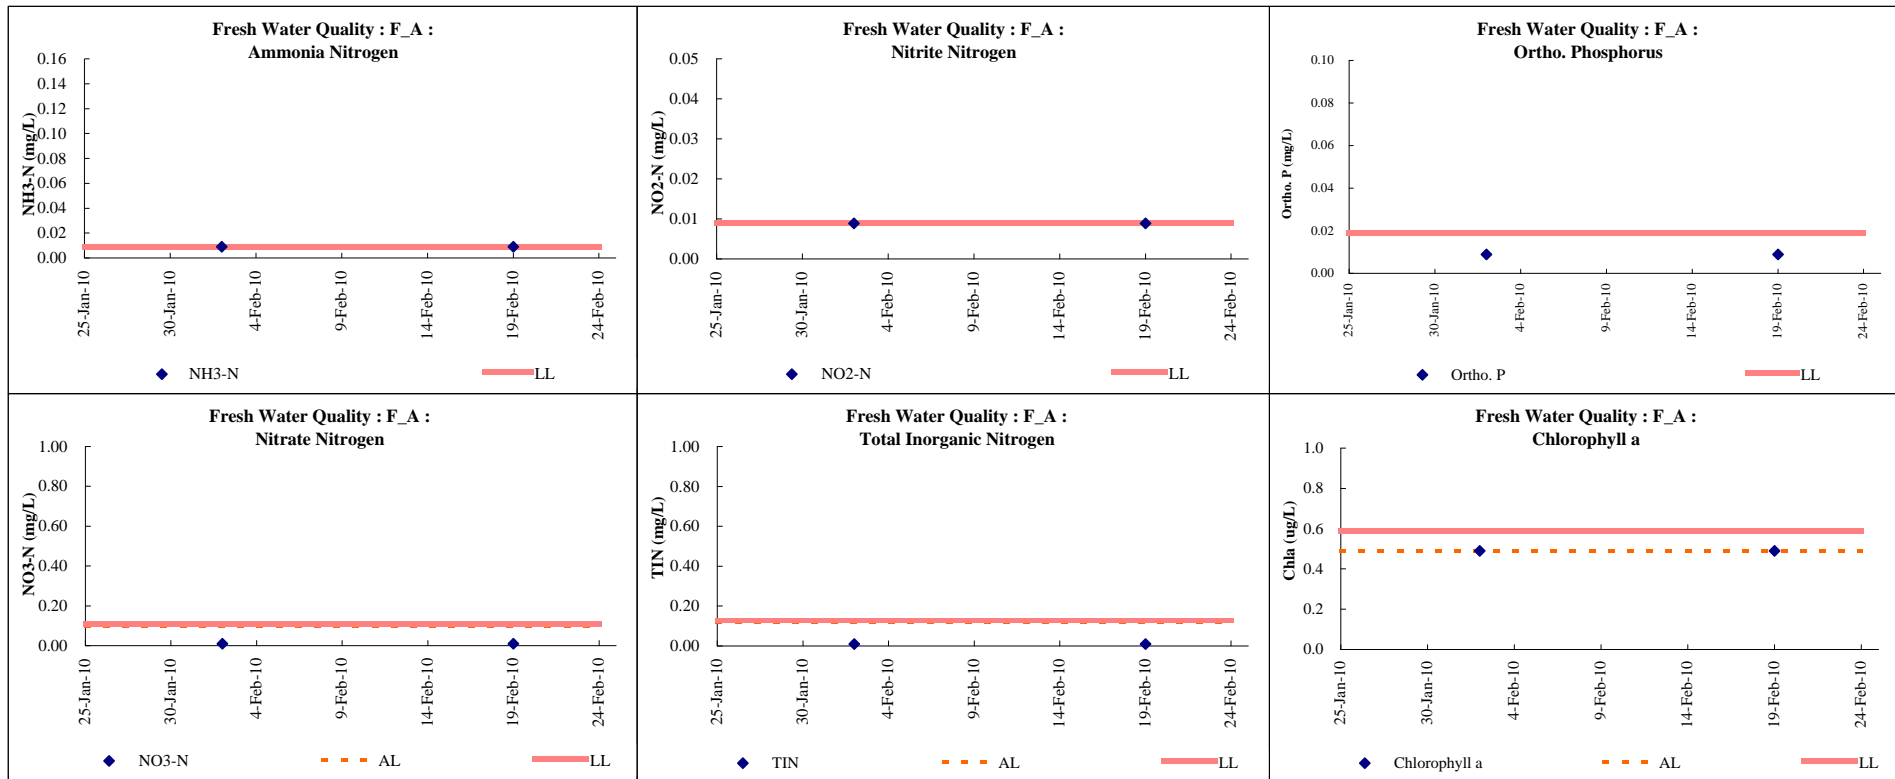 Fresh Water Quality : F_A :
Ammonia Nitrogen
NH3-N (mg/L)
0.16
0.14
0.12
0.10
0.08
0.06
0.04
0.02
0.00
25-Jan-10
30-Jan-10
4-Feb-10
9-Feb-10
14-Feb-10
19-Feb-10
24-Feb-10
NH3-N
LL
Fresh Water Quality : F_A :
Nitrite Nitrogen
NO2-N (mg/L)
0.05
0.04
0.03
0.02
0.01
0.00
25-Jan-10
30-Jan-10
4-Feb-10
9-Feb-10
14-Feb-10
19-Feb-10
24-Feb-10
NO2-N
LL
Fresh Water Quality : F_A :
Ortho. Phosphorus
Ortho. P (mg/L)
0.10
0.08
0.06
0.04
0.02
0.00
25-Jan-10
30-Jan-10
4-Feb-10
9-Feb-10
14-Feb-10
19-Feb-10
24-Feb-10
Ortho. P
LL
Fresh Water Quality : F_A :
Nitrate Nitrogen
NO3-N (mg/L)
1.00
0.80
0.60
0.40
0.20
0.00
25-Jan-10
30-Jan-10
4-Feb-10
9-Feb-10
14-Feb-10
19-Feb-10
24-Feb-10
NO3-N
AL
LL
Fresh Water Quality : F_A :
Total Inorganic Nitrogen
TIN (mg/L)
1.00
0.80
0.60
0.40
0.20
0.00
25-Jan-10
30-Jan-10
4-Feb-10
9-Feb-10
14-Feb-10
19-Feb-10
24-Feb-10
TIN
AL
LL
Fresh Water Quality : F_A :
Chlorophyll a
Chla (ug/L)
1.0
0.8
0.6
0.4
0.2
0.0
25-Jan-10
30-Jan-10
4-Feb-10
9-Feb-10
14-Feb-10
19-Feb-10
24-Feb-10
Chlorophyll a
AL
LL